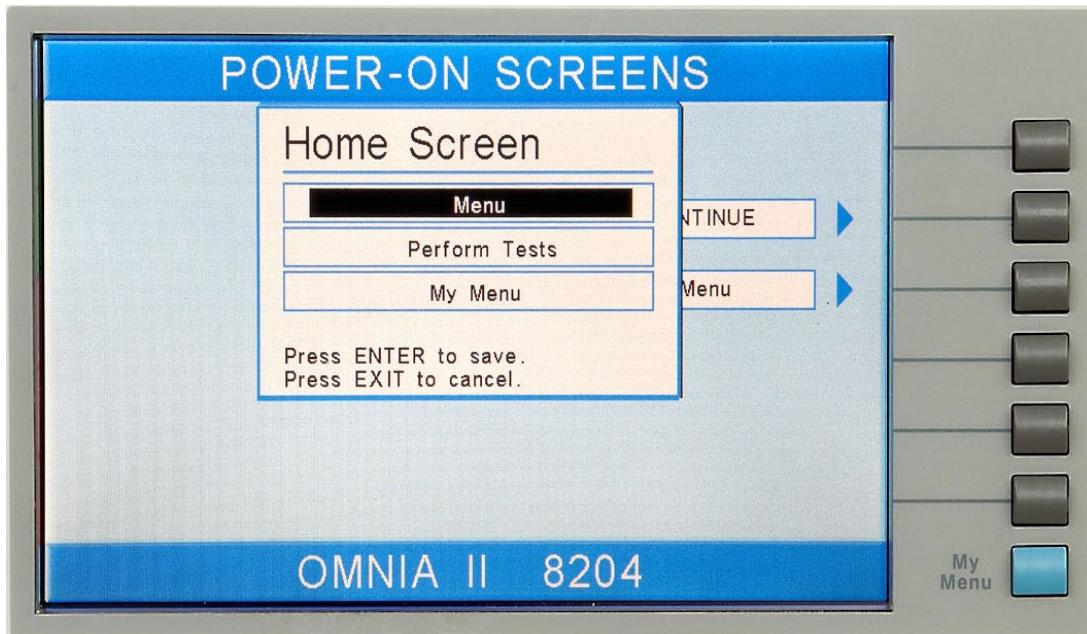 POWER-ON SCREENS
Home Screen
Menu
Perform Tests
My Menu
Press ENTER to save.
Press EXIT to cancel.
NTINUE
Menu
OMNIA II 8204
My
Menu